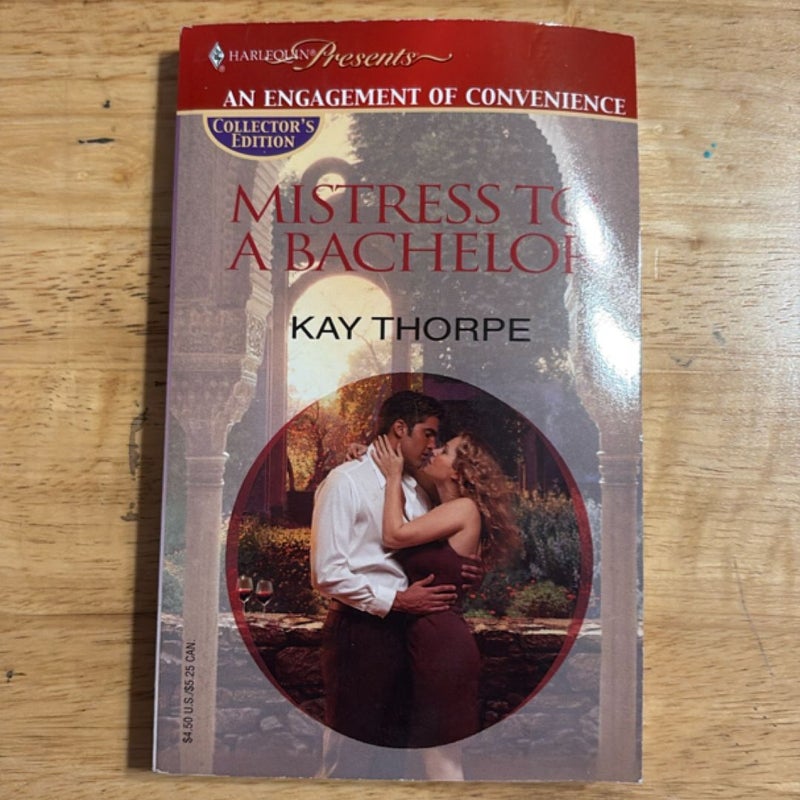 HARLEQUIN® Presents
AN ENGAGEMENT OF CONVENIENCE
COLLECTOR'S
EDITION
MISTRESS TO
A BACHELOR
KAY THORPE
$4.50 U.S./$5.25 CAN.